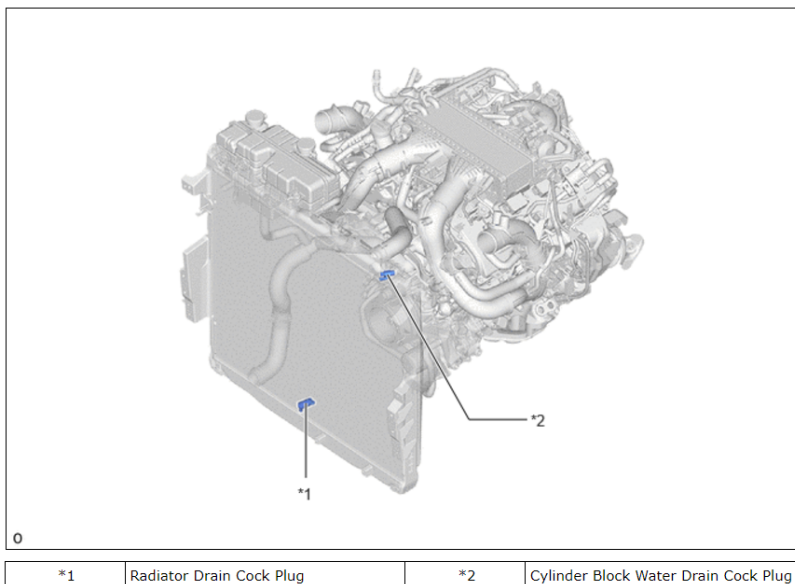 *2
*1
O
*1 Radiator Drain Cock Plug *2 Cylinder Block Water Drain Cock Plug